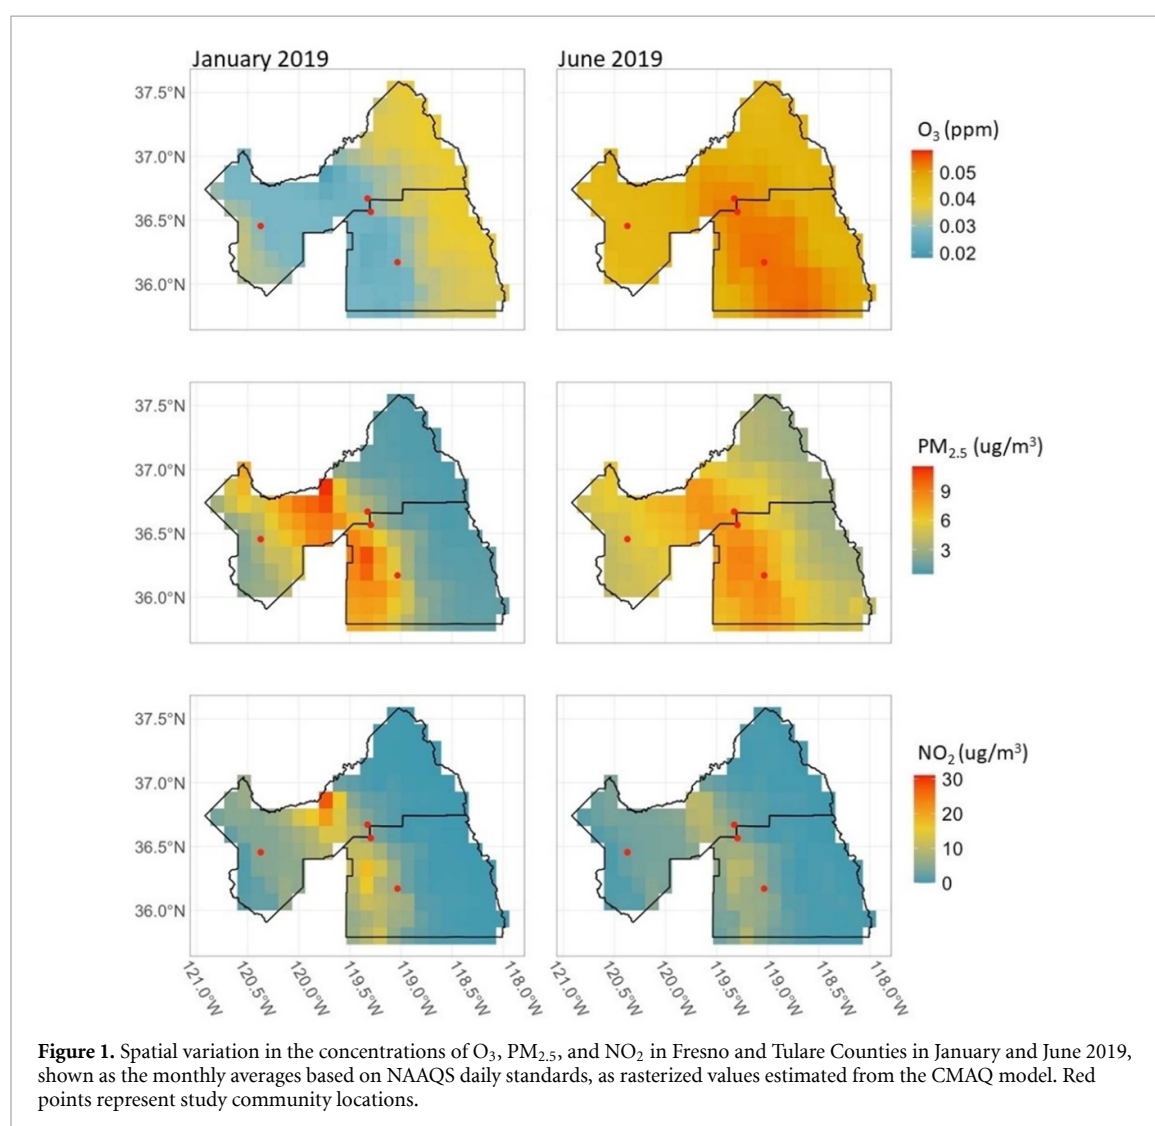 January 2019
June 2019
37.5°N
37.0°N
36.5°N
36.0°N
O₃ (ppm)
0.05
0.04
0.03
0.02
37.5°N
37.0°N
36.5°N
36.0°N
PM₂.₅ (ug/m³)
9
6
3
37.5°N
37.0°N
36.5°N
36.0°N
NO₂ (ug/m³)
30
20
10
0
121.0°W
120.5°W
120.0°W
119.5°W
119.0°W
118.5°W
118.0°W
121.0°W
120.5°W
120.0°W
119.5°W
119.0°W
118.5°W
118.0°W
Figure 1. Spatial variation in the concentrations of O₃, PM₂.₅, and NO₂ in Fresno and Tulare Counties in January and June 2019,
shown as the monthly averages based on NAAQS daily standards, as rasterized values estimated from the CMAQ model. Red
points represent study community locations.